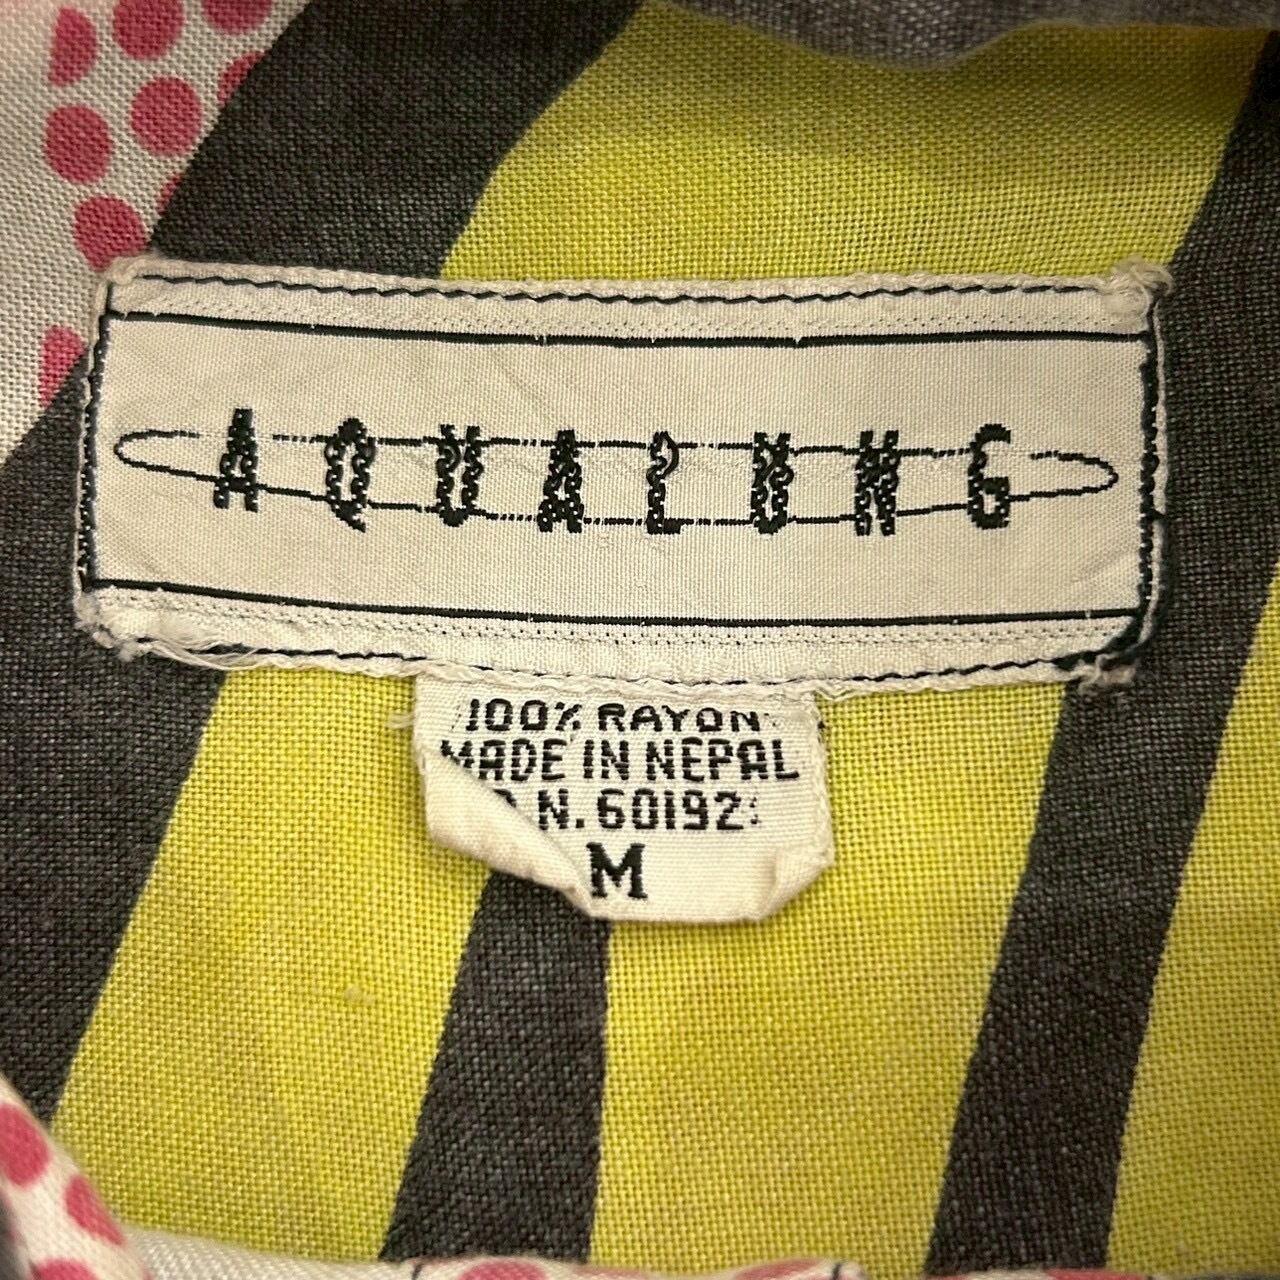 AQUALUNG
100% RAYON
MADE IN NEPAL
N. 60192
M